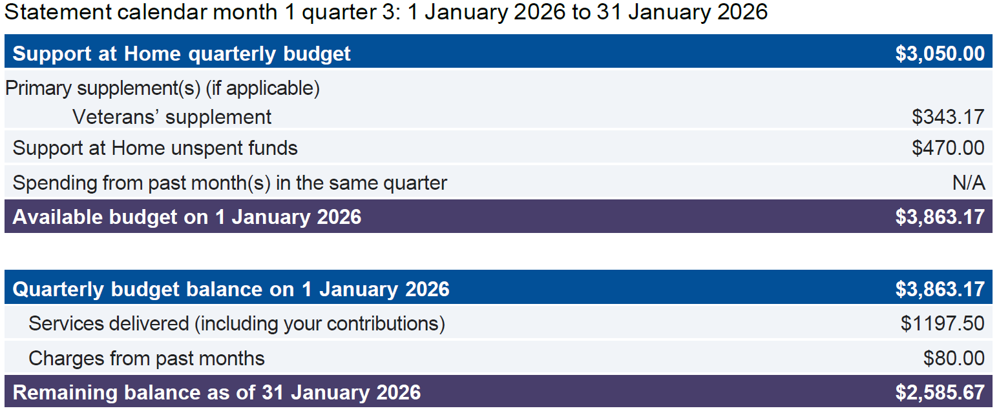 Statement calendar month 1 quarter 3: 1 January 2026 to 31 January 2026
Support at Home quarterly budget $3,050.00
Primary supplement(s) (if applicable)
Veterans’ supplement $343.17
Support at Home unspent funds $470.00
Spending from past month(s) in the same quarter N/A
Available budget on 1 January 2026 $3,863.17
Quarterly budget balance on 1 January 2026 $3,863.17
Services delivered (including your contributions) $1197.50
Charges from past months $80.00
Remaining balance as of 31 January 2026 $2,585.67